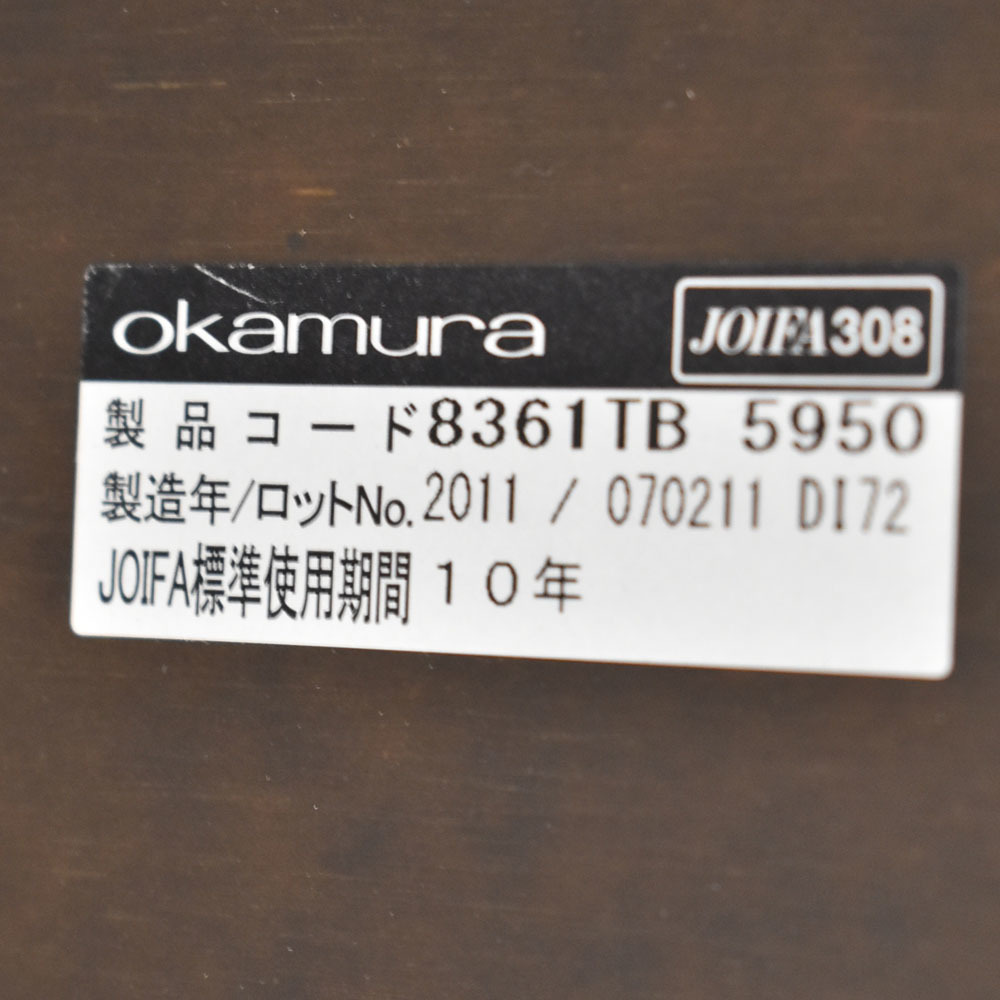 okamura JOIFA308
製品コード8361TB 5950
製造年/ロットNo. 2011 / 070211 DI72
JOIFA標準使用期間 10年